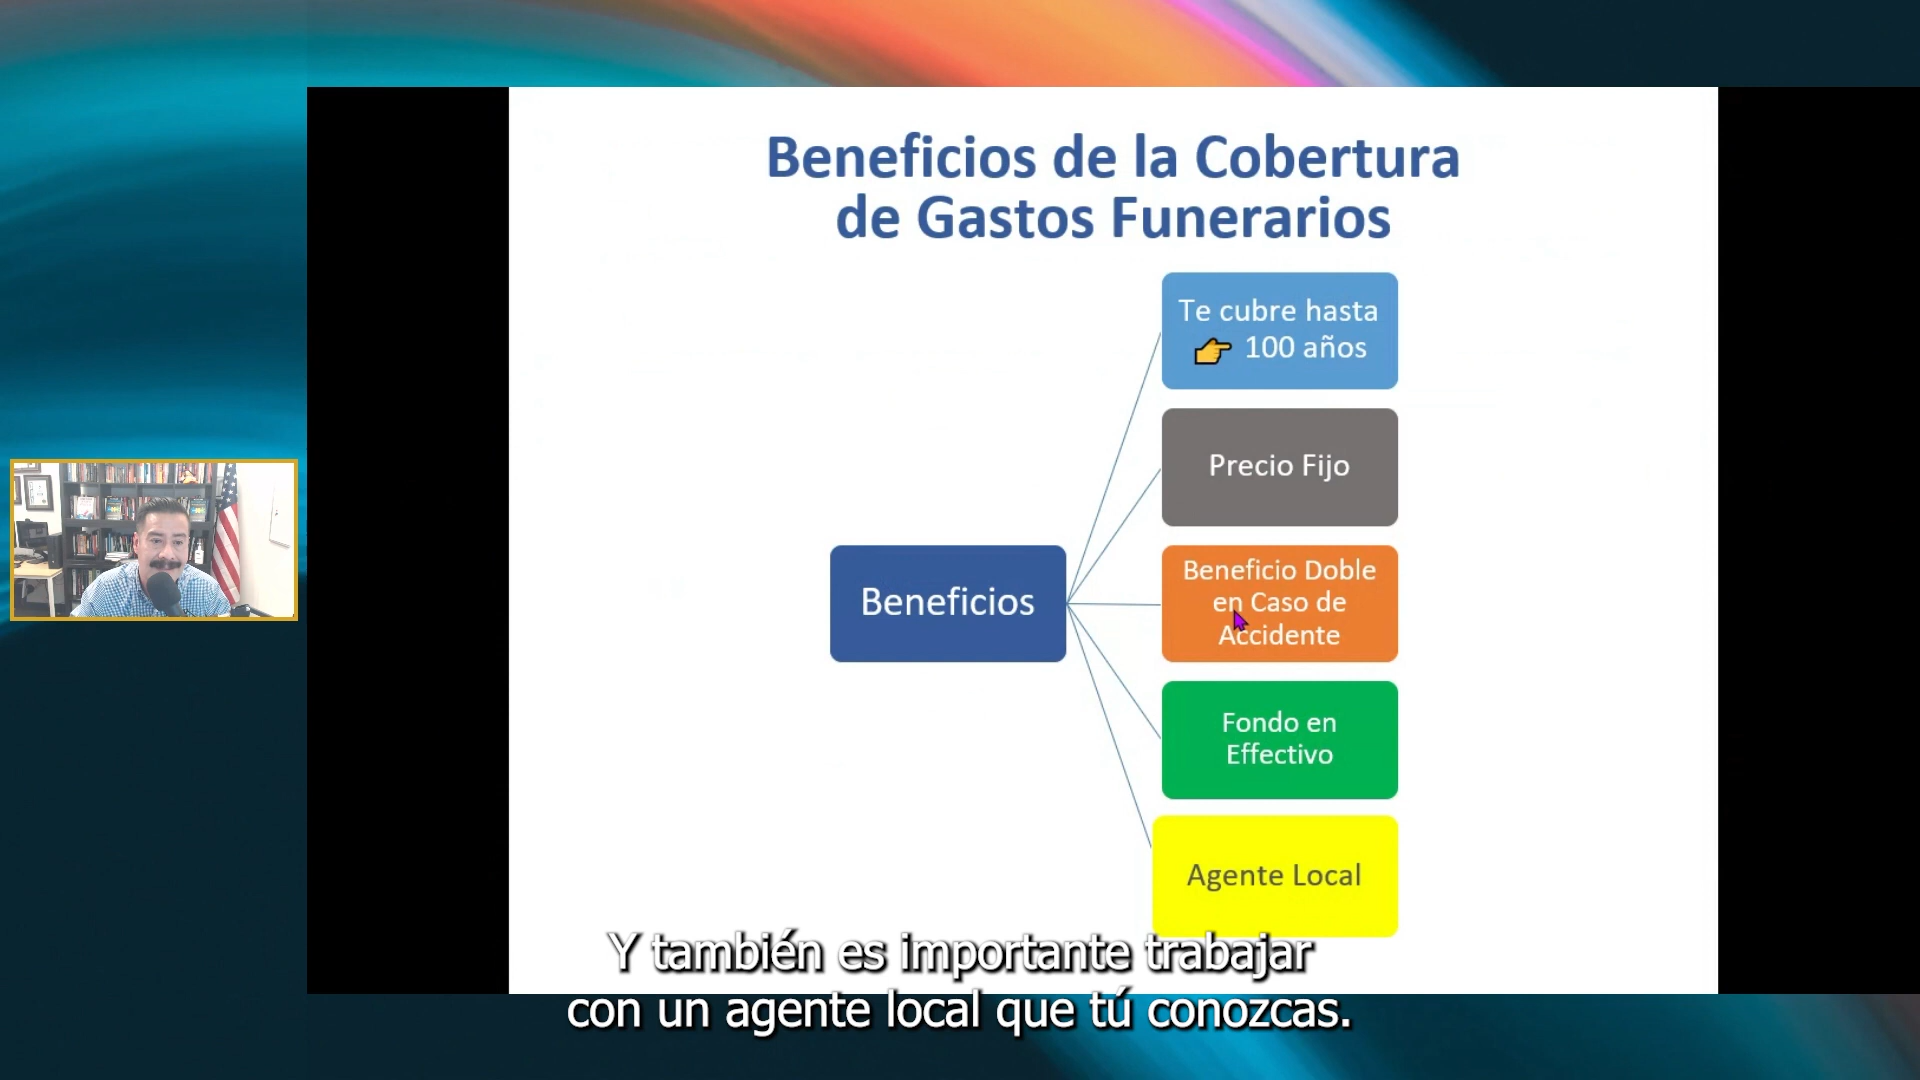 Beneficios de la Cobertura
de Gastos Funerarios
Te cubre hasta
👉 100 años
Precio Fijo
Beneficios
Beneficio Doble
en Caso de
Accidente
Fondo en
Effectivo
Agente Local
Y también es importante trabajar
con un agente local que tú conozcas.